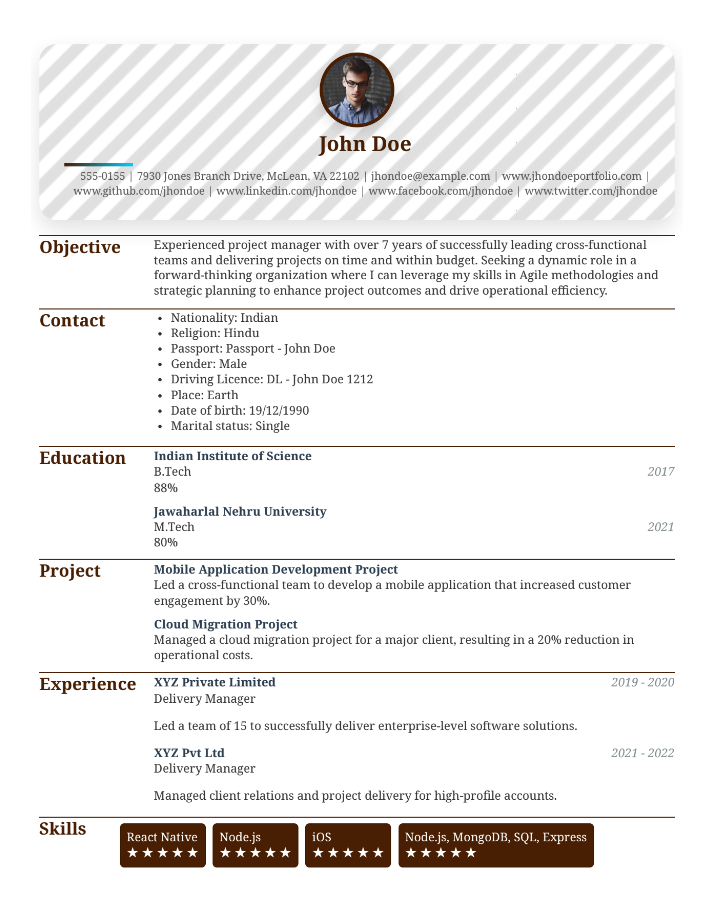 John Doe
555-0155 | 7930 Jones Branch Drive, McLean, VA 22102 | jhondoe@example.com | www.jhondoeportfolio.com |
www.github.com/jhondoe | www.linkedin.com/jhondoe | www.facebook.com/jhondoe | www.twitter.com/jhondoe
Objective
Experienced project manager with over 7 years of successfully leading cross-functional
teams and delivering projects on time and within budget. Seeking a dynamic role in a
forward-thinking organization where I can leverage my skills in Agile methodologies and
strategic planning to enhance project outcomes and drive operational efficiency.
Contact
• Nationality: Indian
• Religion: Hindu
• Passport: Passport - John Doe
• Gender: Male
• Driving Licence: DL - John Doe 1212
• Place: Earth
• Date of birth: 19/12/1990
• Marital status: Single
Education
Indian Institute of Science
B.Tech 2017
88%
Jawaharlal Nehru University
M.Tech 2021
80%
Project
Mobile Application Development Project
Led a cross-functional team to develop a mobile application that increased customer
engagement by 30%.
Cloud Migration Project
Managed a cloud migration project for a major client, resulting in a 20% reduction in
operational costs.
Experience
XYZ Private Limited 2019 - 2020
Delivery Manager
Led a team of 15 to successfully deliver enterprise-level software solutions.
XYZ Pvt Ltd 2021 - 2022
Delivery Manager
Managed client relations and project delivery for high-profile accounts.
Skills
React Native
★★★★★
Node.js
★★★★★
iOS
★★★★★
Node.js, MongoDB, SQL, Express
★★★★★